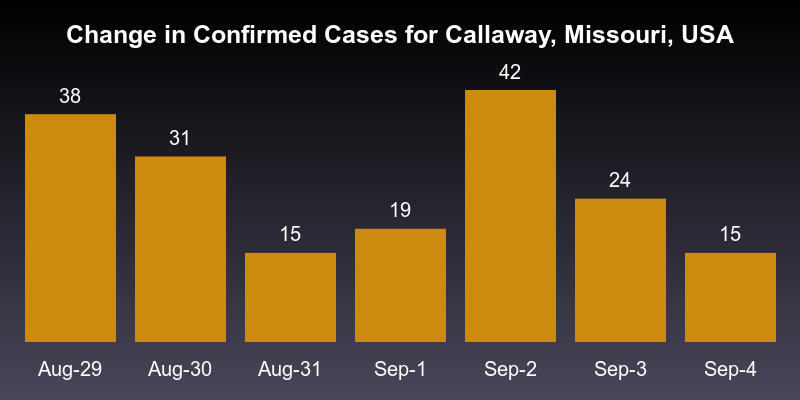 Change in Confirmed Cases for Callaway, Missouri, USA
38
31
15
19
42
24
15
Aug-29
Aug-30
Aug-31
Sep-1
Sep-2
Sep-3
Sep-4